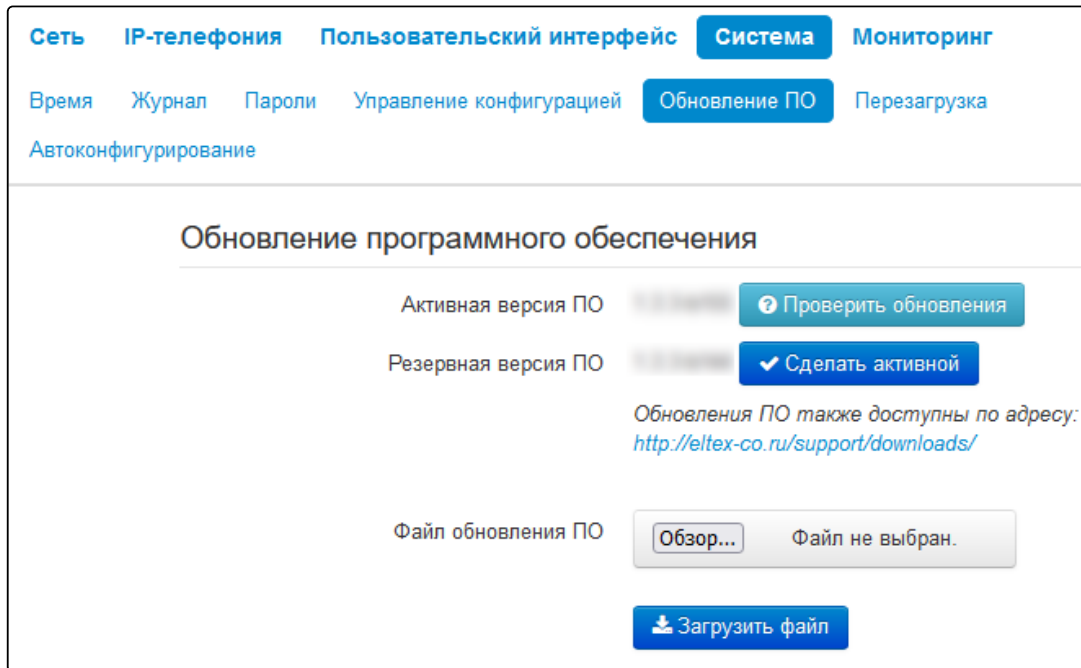 Сеть IP-телефония Пользовательский интерфейс Система Мониторинг
Время Журнал Пароли Управление конфигурацией Обновление ПО Перезагрузка
Автоконфигурирование
Обновление программного обеспечения
Активная версия ПО Проверить обновления
Резервная версия ПО Сделать активной
Обновления ПО также доступны по адресу:
http://eltex-co.ru/support/downloads/
Файл обновления ПО Обзор... Файл не выбран.
Загрузить файл